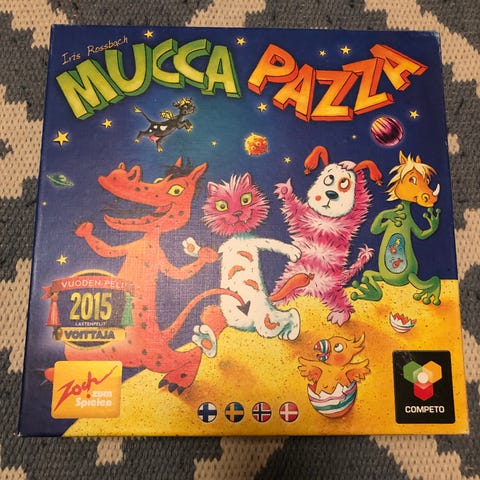 Iris Rossbach
MUCCA PAZZA
VUODEN PELI
2015
LASTENPELIT
VOITTAJA
Zoch
zum
Spielen
COMPETO